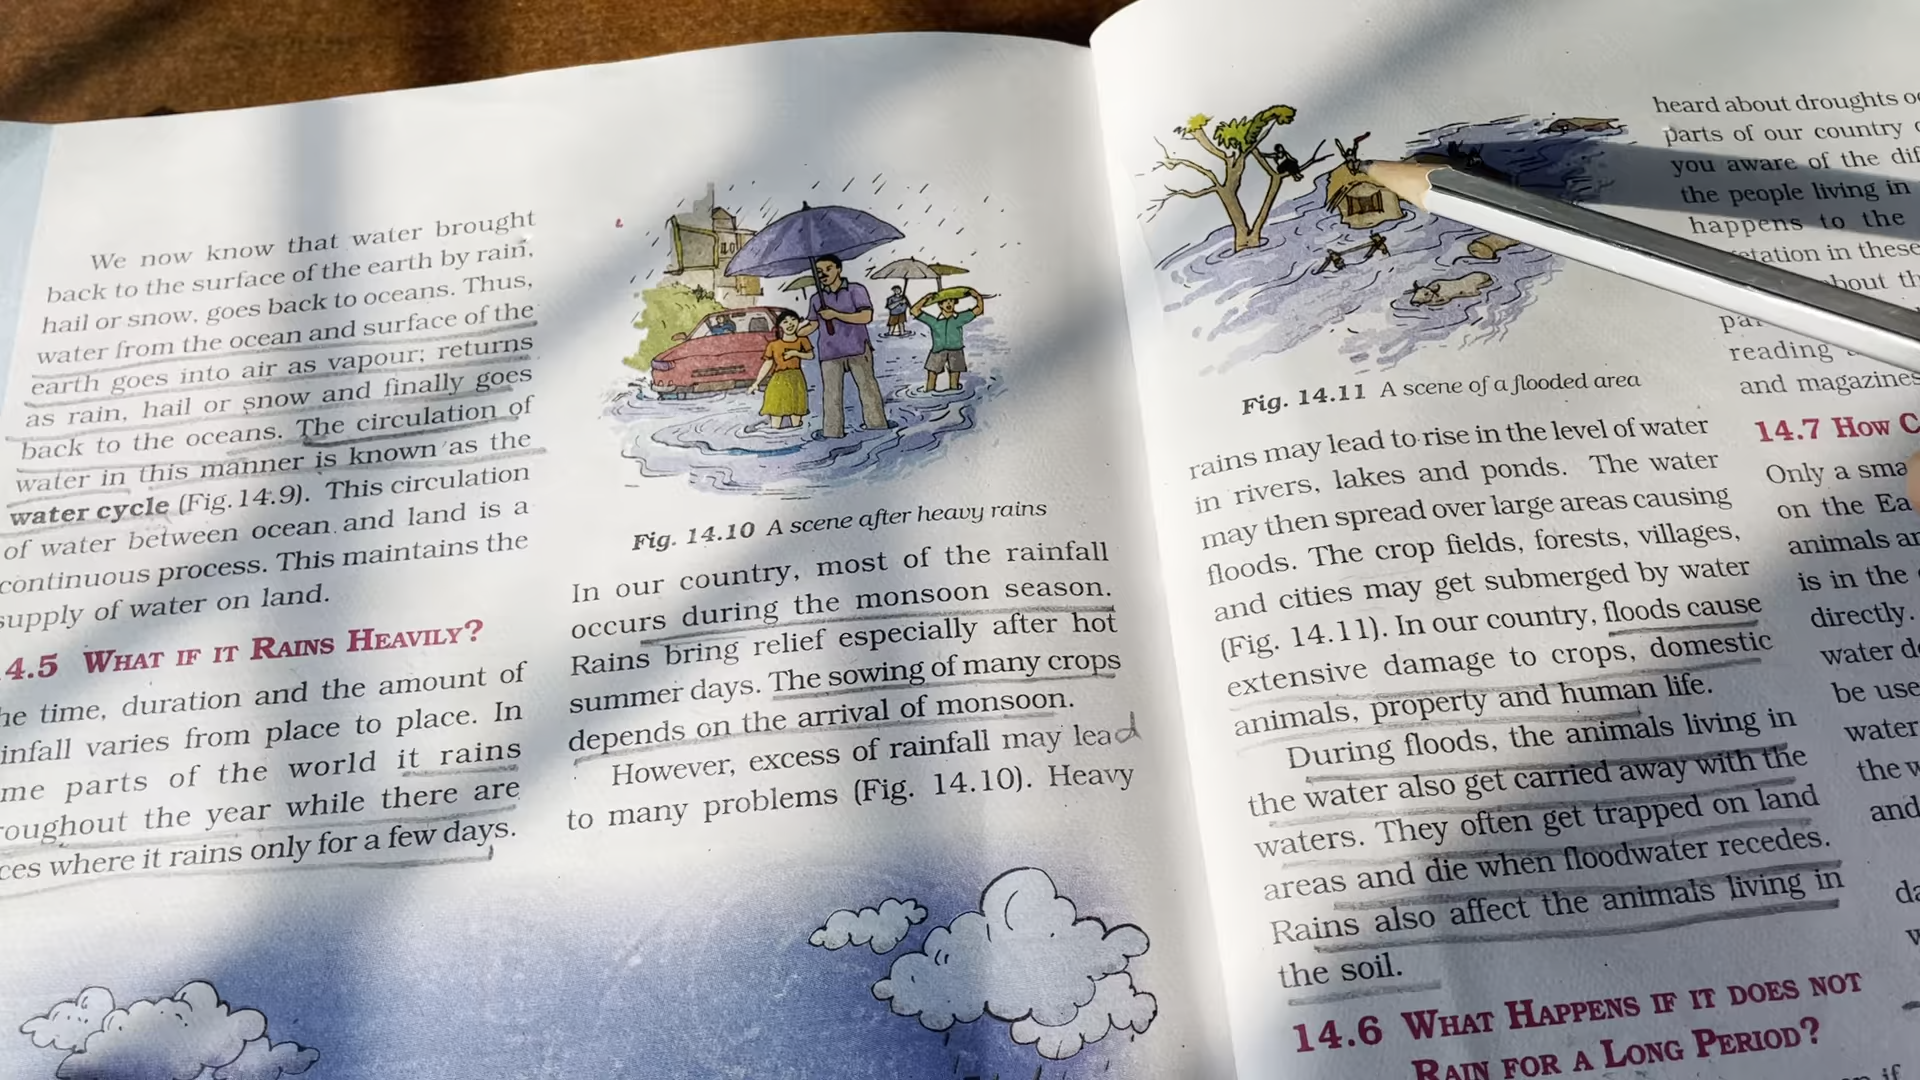 We now know that water brought
back to the surface of the earth by rain,
hail or snow, goes back to oceans. Thus,
water from the ocean and surface of the
earth goes into air as vapour; returns
as rain, hail or snow and finally goes
back to the oceans. The circulation of
water in this manner is known as the
water cycle (Fig.14.9). This circulation
of water between ocean and land is a
continuous process. This maintains the
supply of water on land.
4.5 WHAT IF IT RAINS HEAVILY?
he time, duration and the amount of
infall varies from place to place. In
me parts of the world it rains
roughout the year while there are
ces where it rains only for a few days.
Fig. 14.10 A scene after heavy rains
In our country, most of the rainfall
occurs during the monsoon season.
Rains bring relief especially after hot
summer days. The sowing of many crops
depends on the arrival of monsoon.
However, excess of rainfall may lead
to many problems (Fig. 14.10). Heavy
Fig. 14.11 A scene of a flooded area
rains may lead to rise in the level of water
in rivers, lakes and ponds. The water
may then spread over large areas causing
floods. The crop fields, forests, villages,
and cities may get submerged by water
(Fig. 14.11). In our country, floods cause
extensive damage to crops, domestic
animals, property and human life.
During floods, the animals living in
the water also get carried away with the
waters. They often get trapped on land
areas and die when floodwater recedes.
Rains also affect the animals living in
the soil.
14.6 WHAT HAPPENS IF IT DOES NOT
RAIN FOR A LONG PERIOD?
heard about droughts
parts of our country
you aware of the
the people living in
happens to the
in these
reading
and magazines
14.7 HOW
Only a
on the
animals
is in the
directly.
water
be
water
the
and